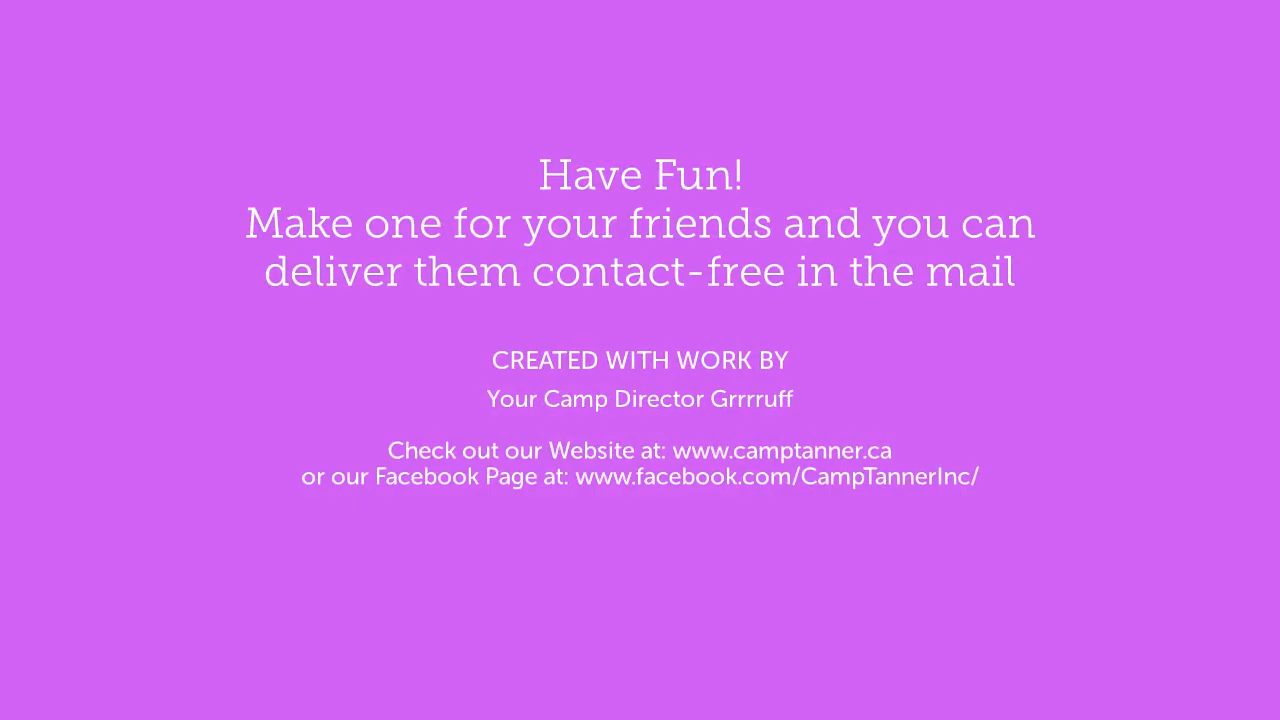 Have Fun!
Make one for your friends and you can
deliver them contact-free in the mail
CREATED WITH WORK BY
Your Camp Director Grrrruff
Check out our Website at: www.camptanner.ca
or our Facebook Page at: www.facebook.com/CampTannerInc/